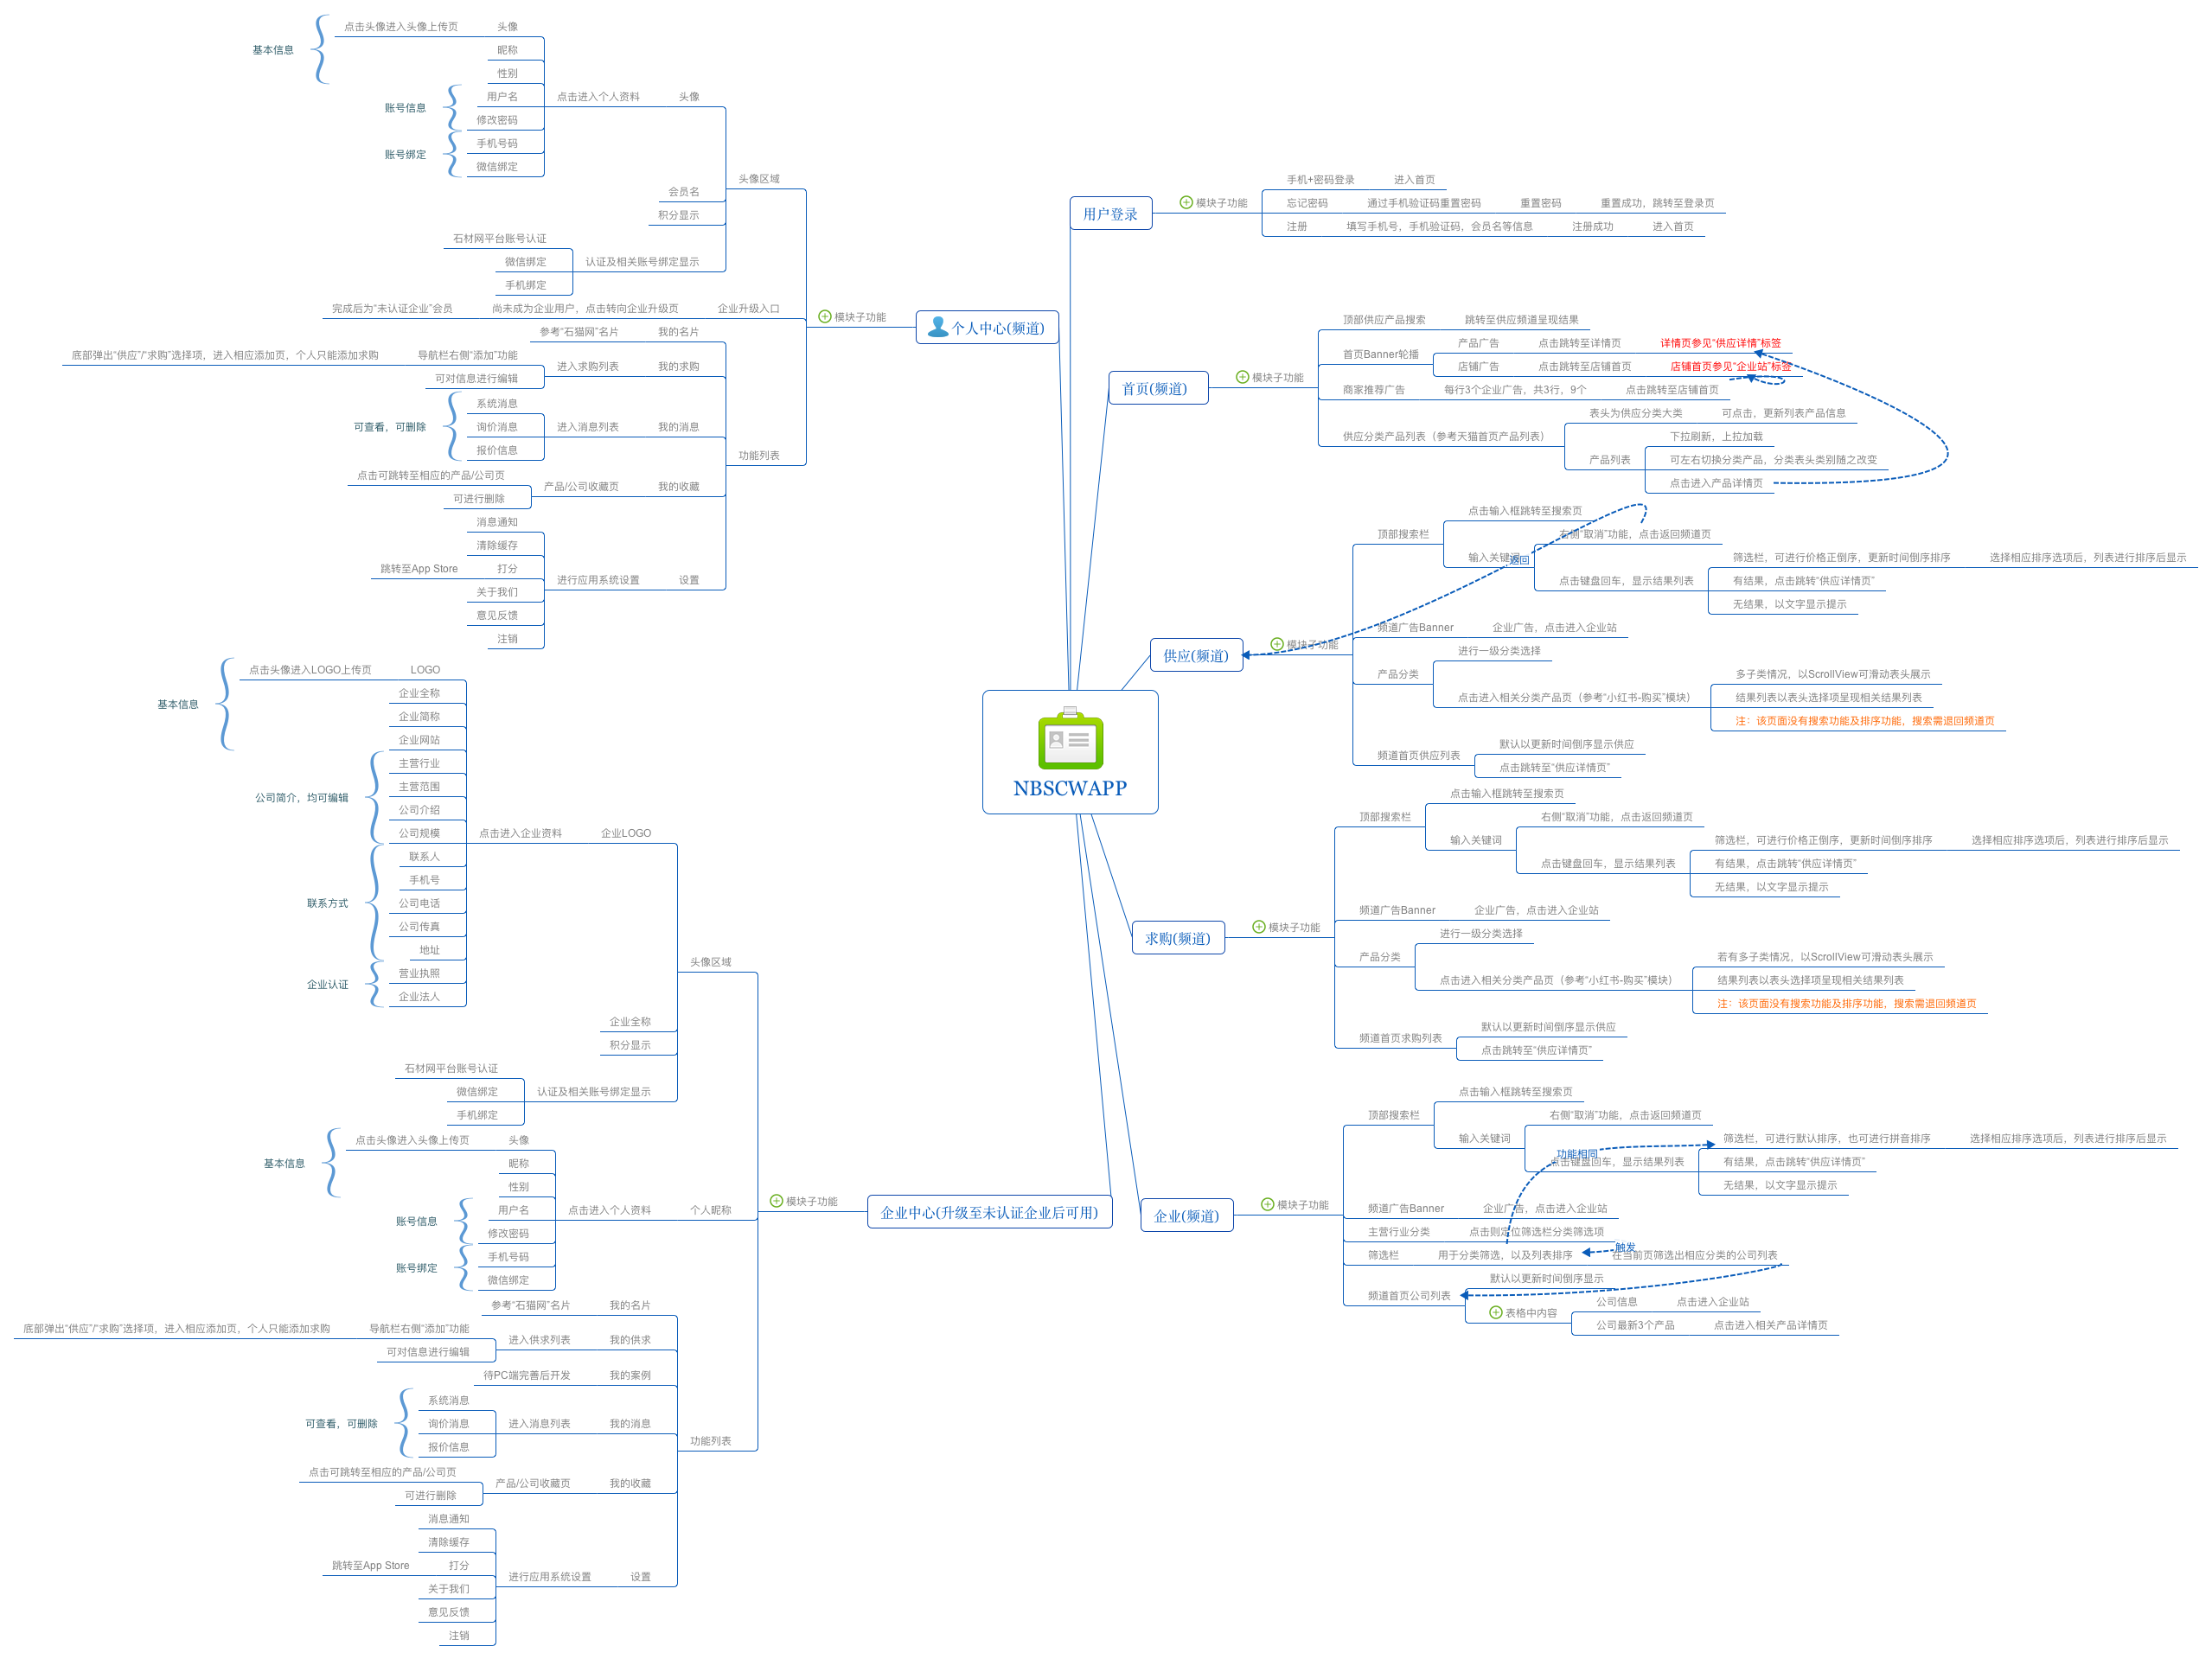 NBSCWAPP
用户登录
模块子功能
手机+密码登录
进入首页
忘记密码
通过手机验证码重置密码
重置密码
重置成功，跳转至登录页
注册
填写手机号，手机验证码，会员名等信息
注册成功
进入首页
首页(频道)
模块子功能
顶部供应产品搜索
跳转至供应频道呈现结果
首页Banner轮播
产品广告
点击跳转至详情页
详情页参见“供应详情”标签
店铺广告
点击跳转至店铺首页
店铺首页参见“企业站”标签
商家推荐广告
每行3个企业广告，共3行，9个
点击跳转至店铺首页
供应分类产品列表（参考天猫首页产品列表）
表头为供应分类大类
可点击，更新列表产品信息
产品列表
下拉刷新，上拉加载
可左右切换分类产品，分类表头类别随之改变
点击进入产品详情页
供应(频道)
模块子功能
顶部搜索栏
点击输入框跳转至搜索页
输入关键词
返回
右侧“取消”功能，点击返回频道页
点击键盘回车，显示结果列表
筛选栏，可进行价格正倒序，更新时间倒序排序
选择相应排序选项后，列表进行排序后显示
有结果，点击跳转“供应详情页”
无结果，以文字显示提示
频道广告Banner
企业广告，点击进入企业站
产品分类
进行一级分类选择
点击进入相关分类产品页（参考“小红书-购买”模块）
多子类情况，以ScrollView可滑动表头展示
结果列表以表头选择项呈现相关结果列表
注：该页面没有搜索功能及排序功能，搜索需退回频道页
频道首页供应列表
默认以更新时间倒序显示供应
点击跳转至“供应详情页”
求购(频道)
模块子功能
顶部搜索栏
点击输入框跳转至搜索页
输入关键词
右侧“取消”功能，点击返回频道页
点击键盘回车，显示结果列表
筛选栏，可进行价格正倒序，更新时间倒序排序
选择相应排序选项后，列表进行排序后显示
有结果，点击跳转“供应详情页”
无结果，以文字显示提示
频道广告Banner
企业广告，点击进入企业站
产品分类
进行一级分类选择
点击进入相关分类产品页（参考“小红书-购买”模块）
若有多子类情况，以ScrollView可滑动表头展示
结果列表以表头选择项呈现相关结果列表
注：该页面没有搜索功能及排序功能，搜索需退回频道页
频道首页求购列表
默认以更新时间倒序显示供应
点击跳转至“供应详情页”
企业(频道)
模块子功能
顶部搜索栏
点击输入框跳转至搜索页
输入关键词
右侧“取消”功能，点击返回频道页
功能相同
点击键盘回车，显示结果列表
筛选栏，可进行默认排序，也可进行拼音排序
选择相应排序选项后，列表进行排序后显示
有结果，点击跳转“供应详情页”
无结果，以文字显示提示
频道广告Banner
企业广告，点击进入企业站
主营行业分类
点击则定位筛选栏分类筛选项
筛选栏
用于分类筛选，以及列表排序
触发
在当前页筛选出相应分类的公司列表
频道首页公司列表
默认以更新时间倒序显示
表格中内容
公司信息
点击进入企业站
公司最新3个产品
点击进入相关产品详情页
个人中心(频道)
模块子功能
头像区域
头像
点击进入个人资料
基本信息
头像
点击头像进入头像上传页
昵称
性别
账号信息
用户名
修改密码
账号绑定
手机号码
微信绑定
会员名
积分显示
认证及相关账号绑定显示
石材网平台账号认证
微信绑定
手机绑定
企业升级入口
尚未成为企业用户，点击转向企业升级页
完成后为“未认证企业”会员
功能列表
我的名片
参考“石猫网”名片
我的求购
进入求购列表
导航栏右侧“添加”功能
底部弹出“供应”/“求购”选择项，进入相应添加页，个人只能添加求购
可对信息进行编辑
我的消息
进入消息列表
可查看，可删除
系统消息
询价消息
报价信息
我的收藏
产品/公司收藏页
点击可跳转至相应的产品/公司页
可进行删除
设置
进行应用系统设置
消息通知
清除缓存
打分
跳转至App Store
关于我们
意见反馈
注销
企业中心(升级至未认证企业后可用)
模块子功能
头像区域
企业LOGO
点击进入企业资料
基本信息
LOGO
点击头像进入LOGO上传页
企业全称
企业简称
企业网站
公司简介，均可编辑
主营行业
主营范围
公司介绍
公司规模
联系方式
联系人
手机号
公司电话
公司传真
地址
企业认证
营业执照
企业法人
企业全称
积分显示
认证及相关账号绑定显示
石材网平台账号认证
微信绑定
手机绑定
个人昵称
点击进入个人资料
基本信息
头像
点击头像进入头像上传页
昵称
性别
账号信息
用户名
修改密码
账号绑定
手机号码
微信绑定
功能列表
我的名片
参考“石猫网”名片
我的供求
进入供求列表
导航栏右侧“添加”功能
底部弹出“供应”/“求购”选择项，进入相应添加页，个人只能添加求购
可对信息进行编辑
我的案例
待PC端完善后开发
我的消息
进入消息列表
可查看，可删除
系统消息
询价消息
报价信息
我的收藏
产品/公司收藏页
点击可跳转至相应的产品/公司页
可进行删除
设置
进行应用系统设置
消息通知
清除缓存
打分
跳转至App Store
关于我们
意见反馈
注销